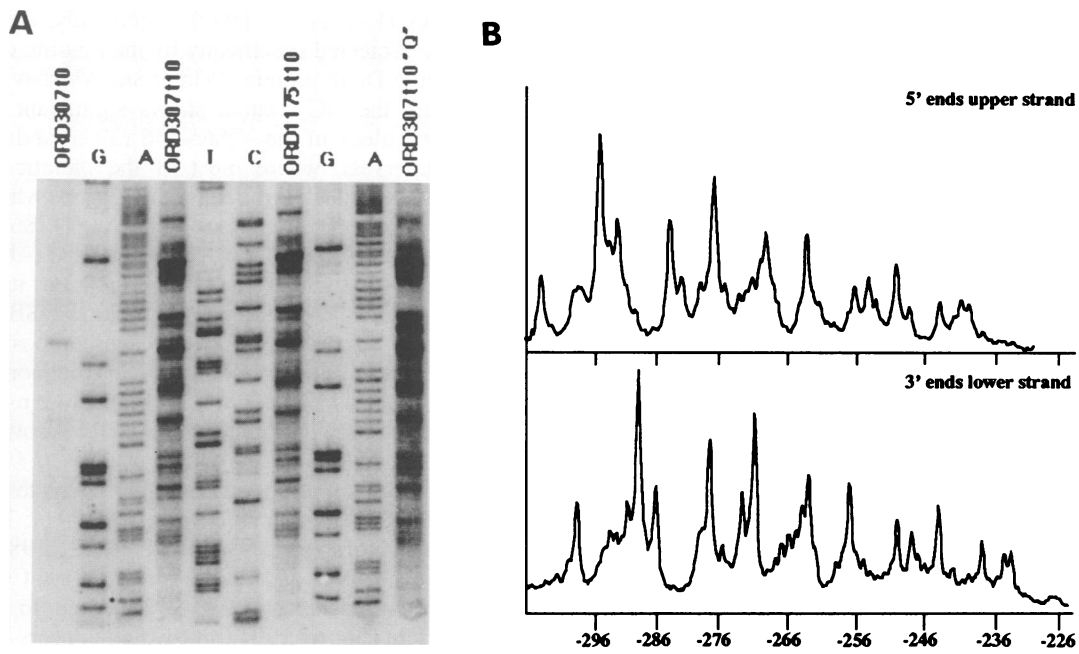 A
B
ORD307t0
G
A
ORD307t10
T
C
ORD1175t10
G
A
ORD307t10 "Q"
5' ends upper strand
3' ends lower strand
-296 -286 -276 -266 -256 -246 -236 -226